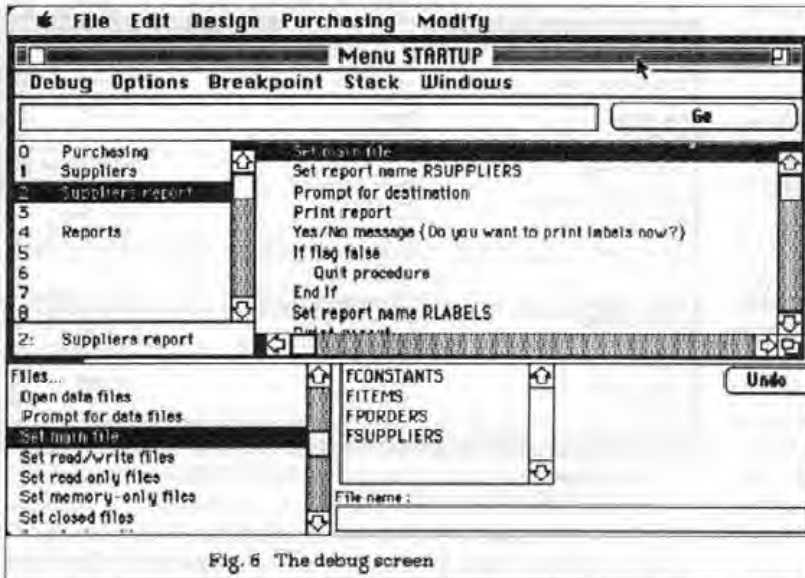 File Edit Design Purchasing Modify
Menu STARTUP
Debug Options Breakpoint Stack Windows
Go
0 Purchasing
1 Suppliers
2 Suppliers report
3
4 Reports
5
6
7
8
2: Suppliers report
Set main file
Set report name RSUPPLIERS
Prompt for destination
Print report
Yes/No message {Do you want to print labels now?}
If flag false
Quit procedure
End If
Set report name RLABELS
Print report
Files...
Open data files
Prompt for data files
Set main file
Set read/write files
Set read only files
Set memory-only files
Set closed files
FCONSTANTS
FITEMS
FPORDERS
FSUPPLIERS
Undo
File name :
Fig. 6 The debug screen